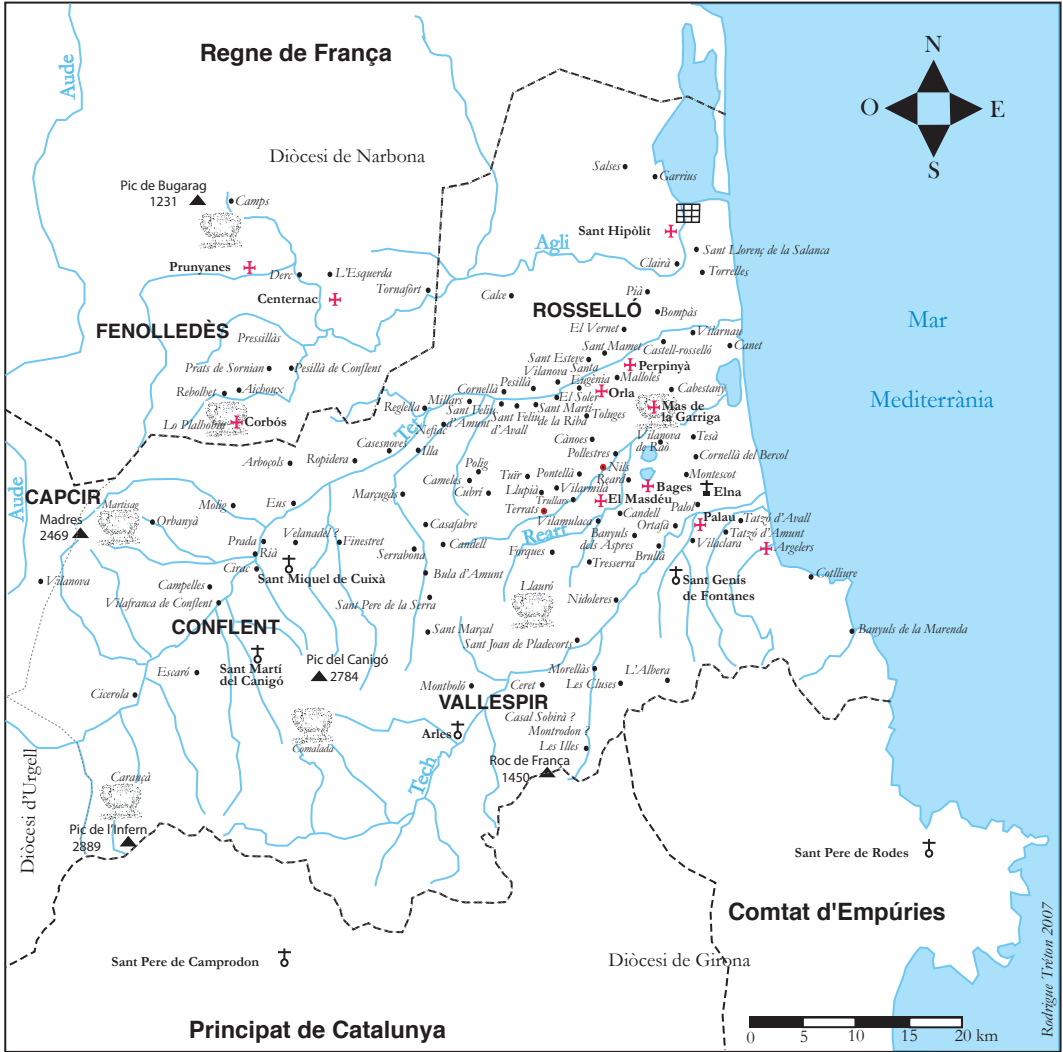 Regne de França
Aude
Diòcesi de Narbona
N
O
E
S
Pic de Bugarag
1231
Camps
Salses
Garrius
Sant Hipòlit
Agli
Sant Llorenç de la Salanca
Clairà
Torrelles
Prunyanes
Derc
L'Esquerda
Centernac
Tornafort
Calce
Pià
ROSSELLÓ
Bompàs
FENOLLEDÈS
El Vernet
Vilarnau
Mar
Mediterrània
Pressillàs
Sant Mamet
Castell-rosselló
Canet
Sant Esteve
Perpinyà
Prats de Sornian
Pesillà de Conflent
Vilanova
Santa
Eugènia
Malloles
Rebolhet
Aichoux
Cornellà
Pesillà
Orla
Cabestany
Millars
El Soler
Reglella
Sant Feliu
d'Amunt
Sant Feliu
d'Avall
Sant Martí
de la Riba
Toluges
Mas de
la Garriga
Corbós
Nefiac
Casesnoves
Illa
Cànoes
Vilanova
de Raò
Tesà
Arboçols
Ropidera
Pollestres
Cornellà del Bercol
Polig
Nils
Montescot
Cameles
Tuïr
Pontellà
Reart
Aude
CAPCIR
Marçugàs
Cubrí
Llupià
Vilarmilà
Bages
Elna
Martisag
Molig
Eus
Trullars
El Masdéu
Palol
Madres
2469
Orbanyà
Terrats
Vilamulaca
Candell
Palau
Tatzó d'Avall
Casafabre
Reart
Ortafà
Tatzó d'Amunt
Prada
Velanadel ?
Finestret
Banyuls
dels Aspres
Vilaclara
Argelers
Rià
Serrabona
Candell
Forques
Brullà
Cirac
Sant Miquel de Cuixà
Tresserra
Vilanova
Campelles
Bula d'Amunt
Llauró
Sant Genís
de Fontanes
Cotlliure
Vilafranca de Conflent
Sant Pere de la Serra
Nidoleres
CONFLENT
Sant Marçal
Sant Joan de Pladecorts
Banyuls de la Marenda
Sant Martí
del Canigó
Pic del Canigó
2784
Escaró
Morellàs
L'Albera
Cicerola
Montboló
Ceret
Les Cluses
VALLESPIR
Casal Sobirà ?
Montrodon ?
Arles
Les Illes
Comalada
Roc de França
1450
Tech
Diòcesi d'Urgell
Carançà
Pic de l'Infern
2889
Sant Pere de Rodes
Comtat d'Empúries
Sant Pere de Camprodon
Diòcesi de Girona
Principat de Catalunya
0 5 10 15 20 km
Rodrigue Tréton 2007